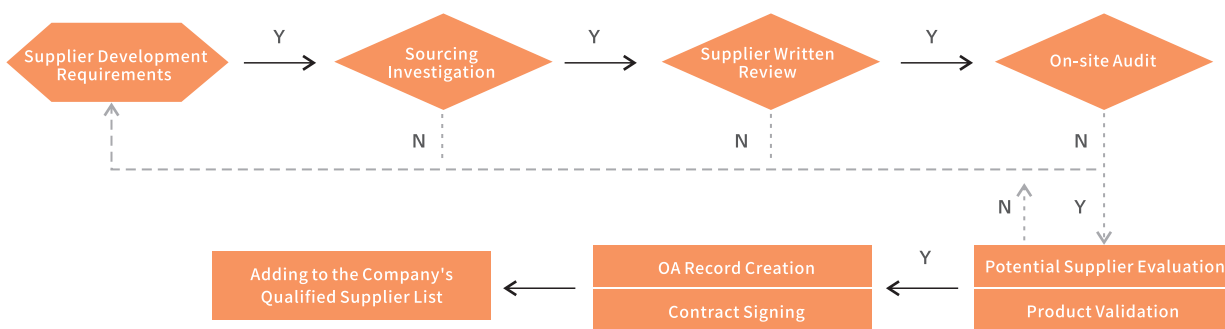 Supplier Development
Requirements
Y
Sourcing
Investigation
Y
Supplier Written
Review
Y
On-site Audit
N
N
N
N
Y
Adding to the Company's
Qualified Supplier List
OA Record Creation
Contract Signing
Y
Potential Supplier Evaluation
Product Validation